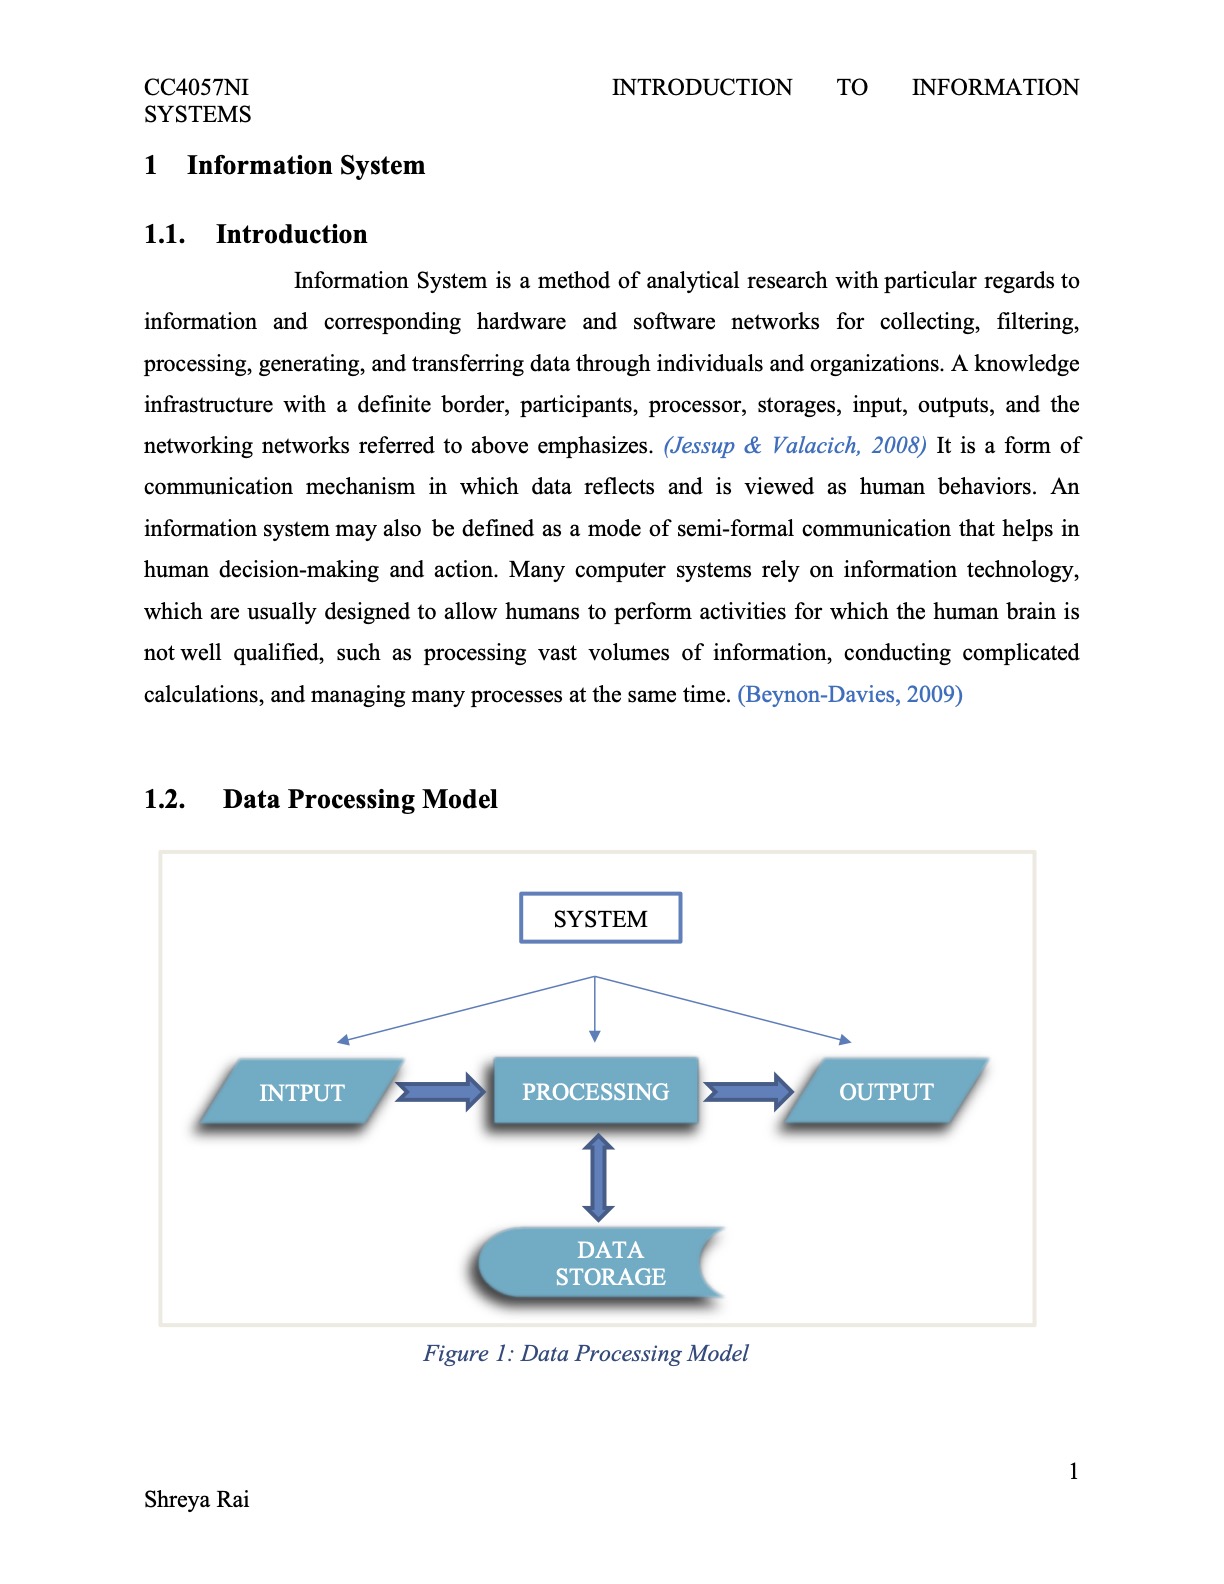 CC4057NI INTRODUCTION TO INFORMATION
SYSTEMS
1 Information System
1.1. Introduction
Information System is a method of analytical research with particular regards to
information and corresponding hardware and software networks for collecting, filtering,
processing, generating, and transferring data through individuals and organizations. A knowledge
infrastructure with a definite border, participants, processor, storages, input, outputs, and the
networking networks referred to above emphasizes. (Jessup & Valacich, 2008) It is a form of
communication mechanism in which data reflects and is viewed as human behaviors. An
information system may also be defined as a mode of semi-formal communication that helps in
human decision-making and action. Many computer systems rely on information technology,
which are usually designed to allow humans to perform activities for which the human brain is
not well qualified, such as processing vast volumes of information, conducting complicated
calculations, and managing many processes at the same time. (Beynon-Davies, 2009)
1.2. Data Processing Model
SYSTEM
INTPUT
PROCESSING
OUTPUT
DATA
STORAGE
Figure 1: Data Processing Model
1
Shreya Rai